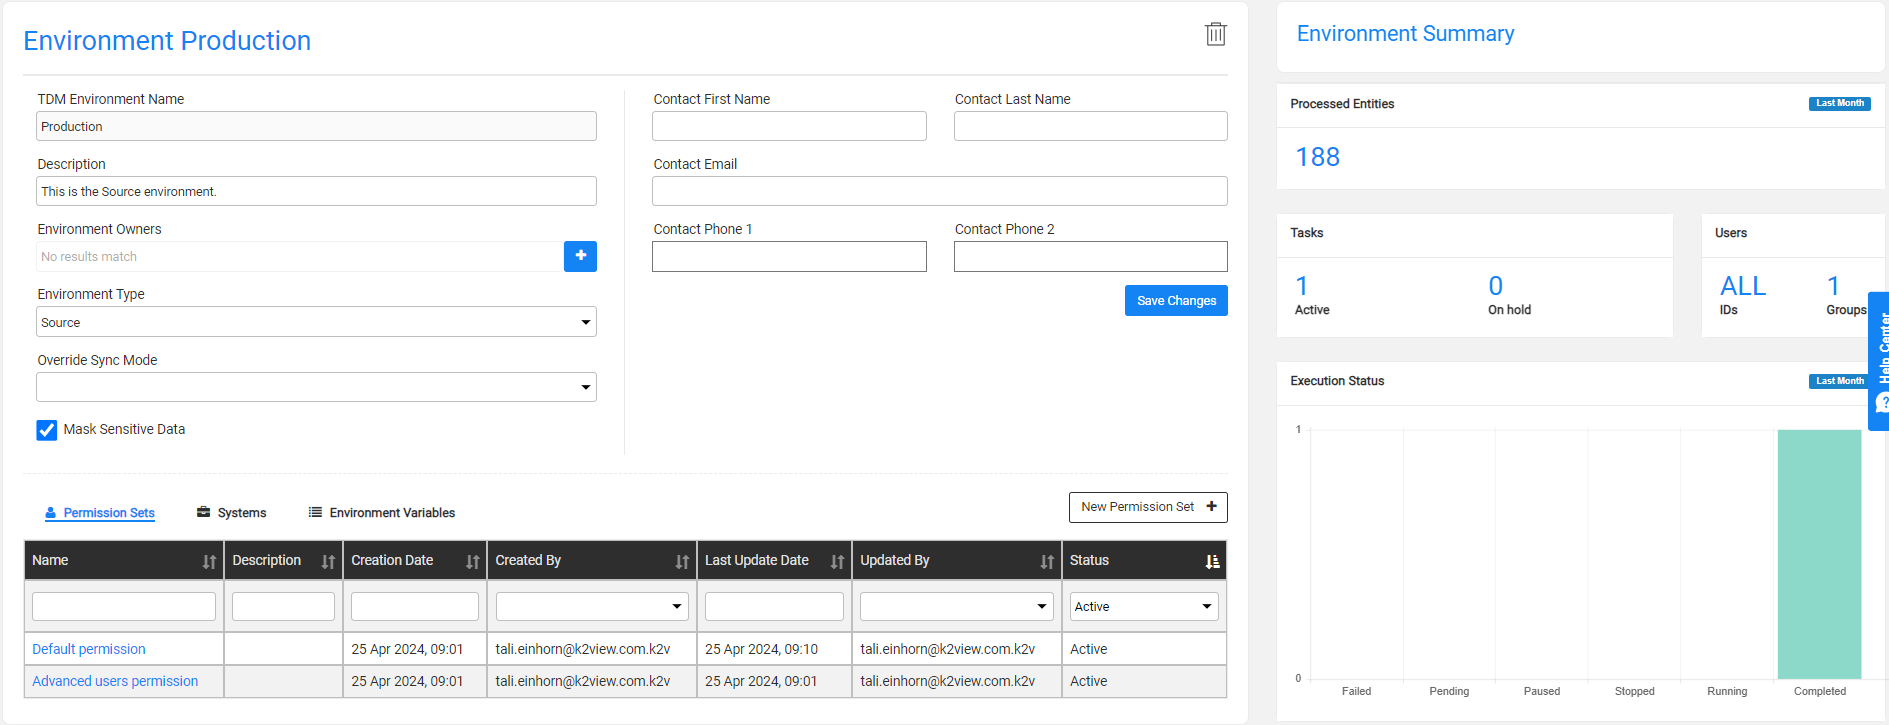 Environment Production
TDM Environment Name
Production
Description
This is the Source environment.
Environment Owners
No results match
Environment Type
Source
Override Sync Mode
Mask Sensitive Data
Contact First Name
Contact Last Name
Contact Email
Contact Phone 1
Contact Phone 2
Save Changes
Permission Sets
Systems
Environment Variables
New Permission Set
Name Description Creation Date Created By Last Update Date Updated By Status
Active
Default permission 25 Apr 2024, 09:01 tali.einhorn@k2view.com.k2v 25 Apr 2024, 09:10 tali.einhorn@k2view.com.k2v Active
Advanced users permission 25 Apr 2024, 09:01 tali.einhorn@k2view.com.k2v 25 Apr 2024, 09:01 tali.einhorn@k2view.com.k2v Active
Environment Summary
Processed Entities Last Month
188
Tasks
1 0
Active On hold
Users
ALL 1
IDs Groups
Help Center
Execution Status Last Month
1
0
Failed Pending Paused Stopped Running Completed